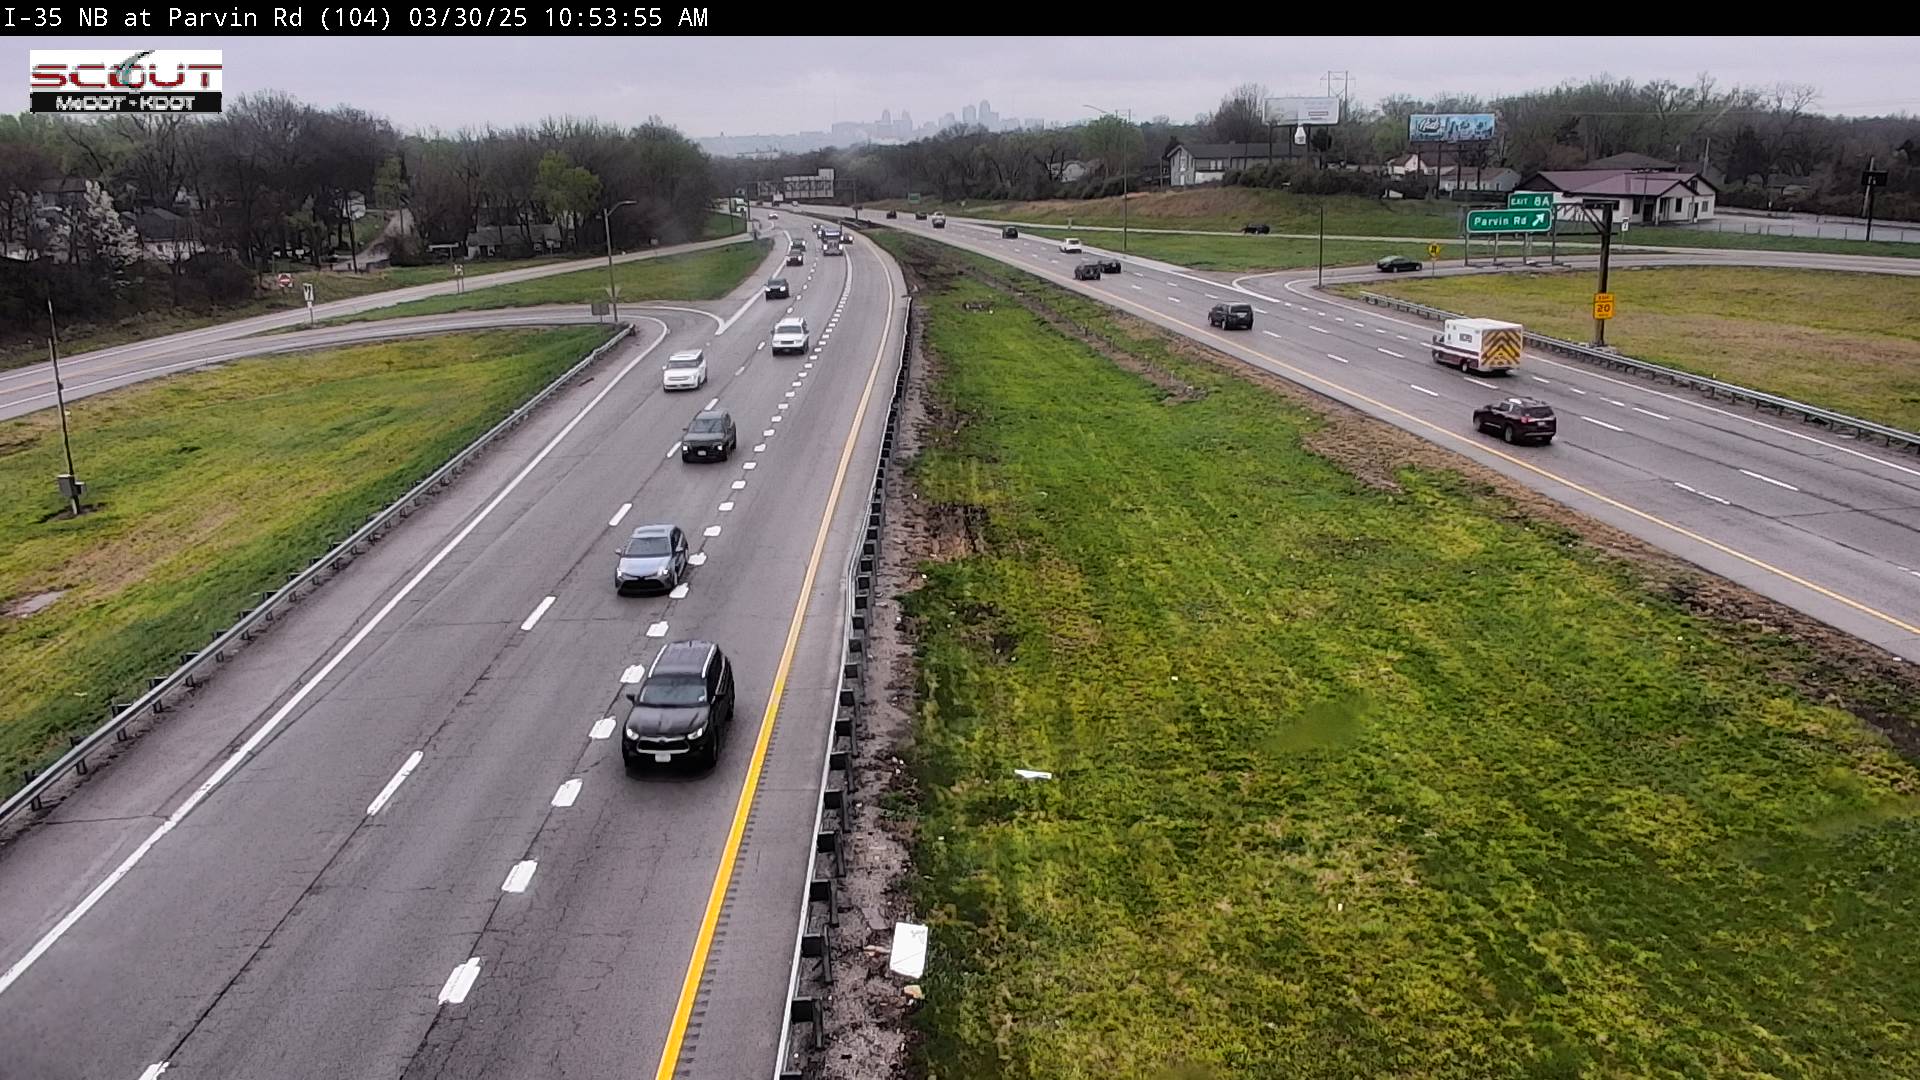 I-35 NB at Parvin Rd (104) 03/30/25 10:53:55 AM
SCOUT
MoDOT - KDOT
EXIT 8A
Parvin Rd
EXIT
20